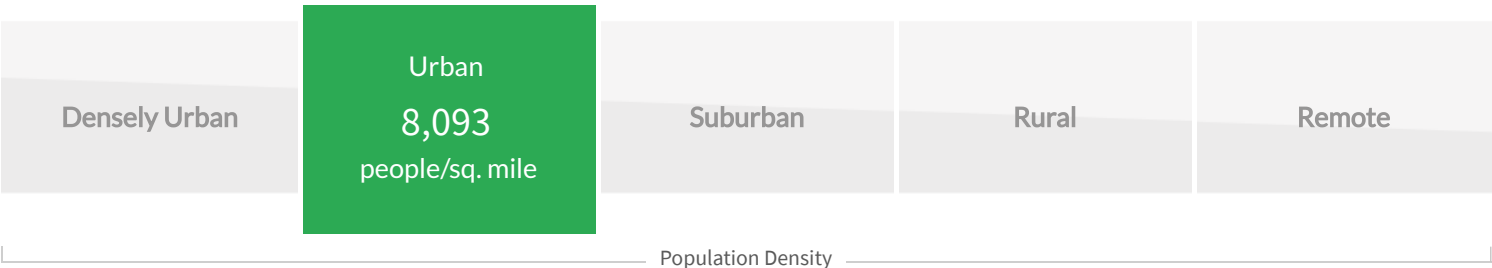 Densely Urban
Urban
8,093
people/sq. mile
Suburban
Rural
Remote
Population Density